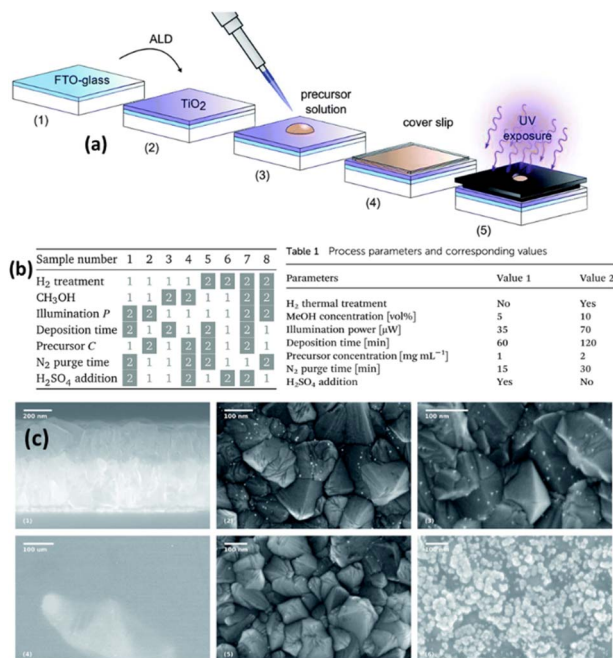 ALD
FTO-glass
TiO₂
precursor
solution
cover slip
UV
exposure
(1)
(a)
(2)
(3)
(4)
(5)
(b)
Sample number 1 2 3 4 5 6 7 8
H₂ treatment 1 1 1 1 2 2 2 2
CH₃OH 1 1 2 2 1 1 2 2
Illumination P 2 2 1 1 1 1 2 2
Deposition time 2 1 2 1 2 1 2 1
Precursor C 1 2 1 2 2 1 2 1
N₂ purge time 2 1 1 2 2 1 1 2
H₂SO₄ addition 2 1 1 2 1 2 2 1
Table 1 Process parameters and corresponding values
Parameters Value 1 Value 2
H₂ thermal treatment No Yes
MeOH concentration [vol%] 5 10
Illumination power [μW] 35 70
Deposition time [min] 60 120
Precursor concentration [mg mL⁻¹] 1 2
N₂ purge time [min] 15 30
H₂SO₄ addition Yes No
(c)
200 nm
100 nm
100 nm
(1)
(2)
(3)
100 um
100 nm
(4)
(5)